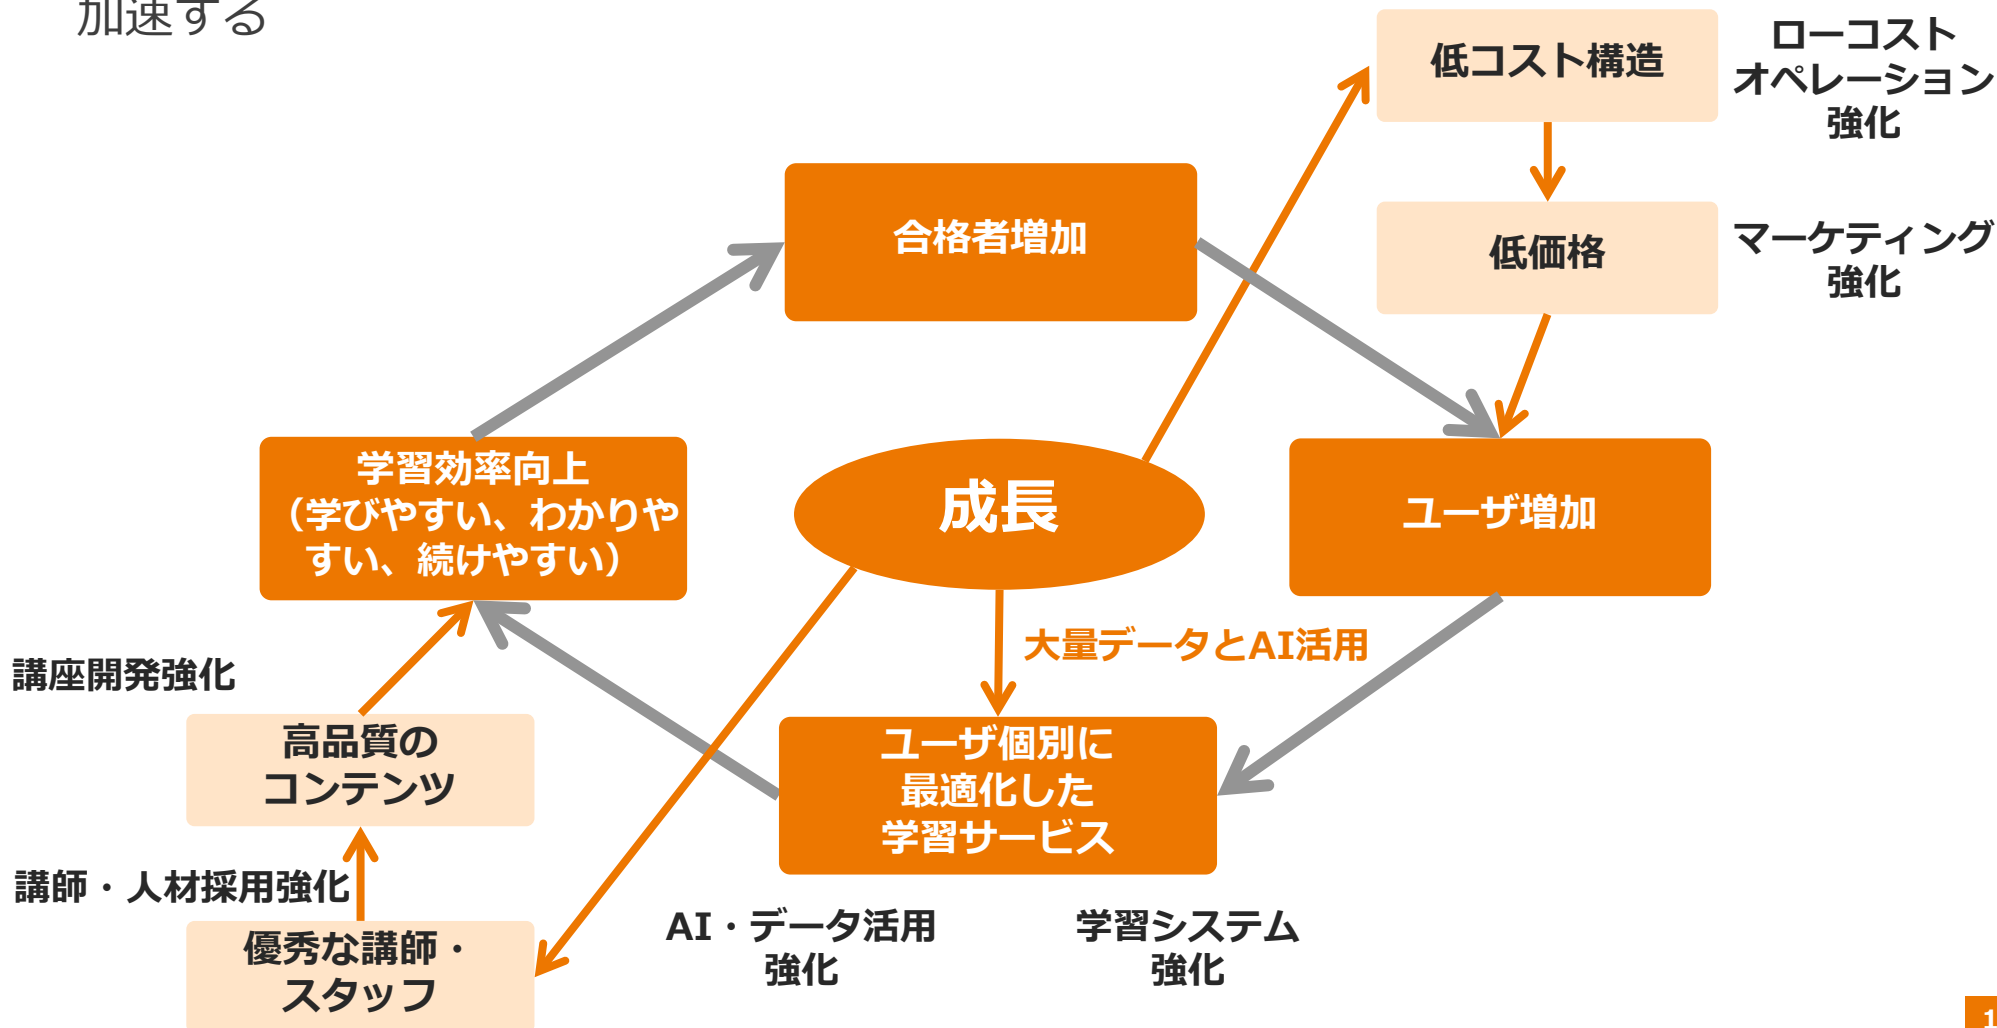 加速する
低コスト構造
ローコスト
オペレーション
強化
合格者増加
低価格
マーケティング
強化
学習効率向上
（学びやすい、わかりや
すい、続けやすい）
成長
ユーザ増加
大量データとAI活用
講座開発強化
高品質の
コンテンツ
ユーザ個別に
最適化した
学習サービス
講師・人材採用強化
優秀な講師・
スタッフ
AI・データ活用
強化
学習システム
強化